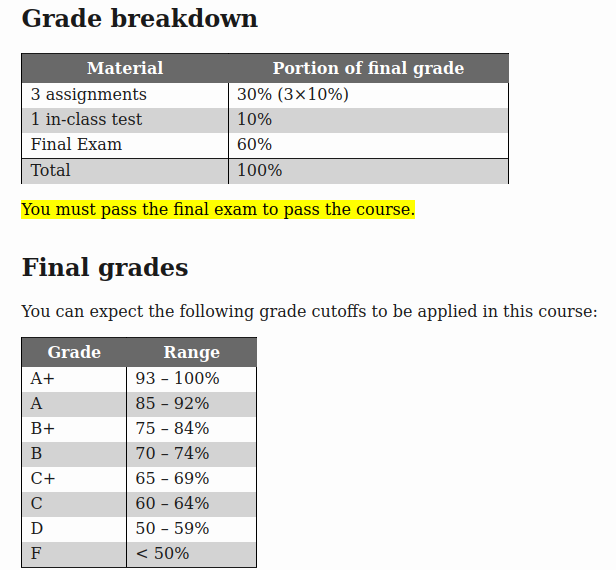 Grade breakdown
Material Portion of final grade
3 assignments 30% (3×10%)
1 in-class test 10%
Final Exam 60%
Total 100%
You must pass the final exam to pass the course.
Final grades
You can expect the following grade cutoffs to be applied in this course:
Grade Range
A+ 93 – 100%
A 85 – 92%
B+ 75 – 84%
B 70 – 74%
C+ 65 – 69%
C 60 – 64%
D 50 – 59%
F < 50%